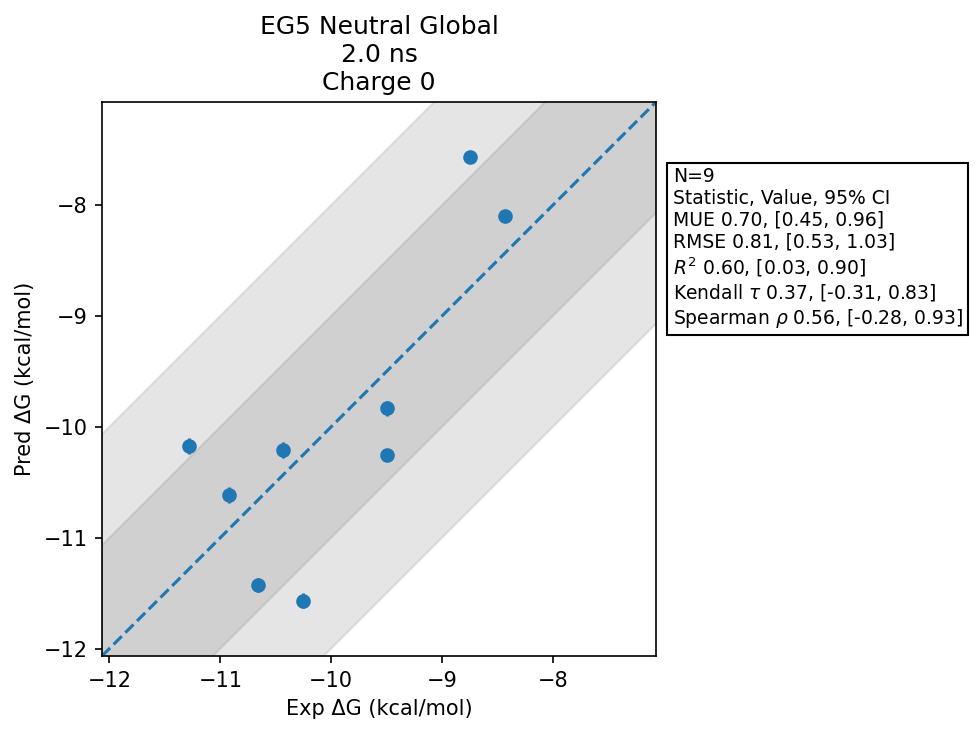 EG5 Neutral Global
2.0 ns
Charge 0
Pred ΔG (kcal/mol)
−8
−9
−10
−11
−12
−12
−11
−10
−9
−8
Exp ΔG (kcal/mol)
N=9
Statistic, Value, 95% CI
MUE 0.70, [0.45, 0.96]
RMSE 0.81, [0.53, 1.03]
R² 0.60, [0.03, 0.90]
Kendall τ 0.37, [-0.31, 0.83]
Spearman ρ 0.56, [-0.28, 0.93]